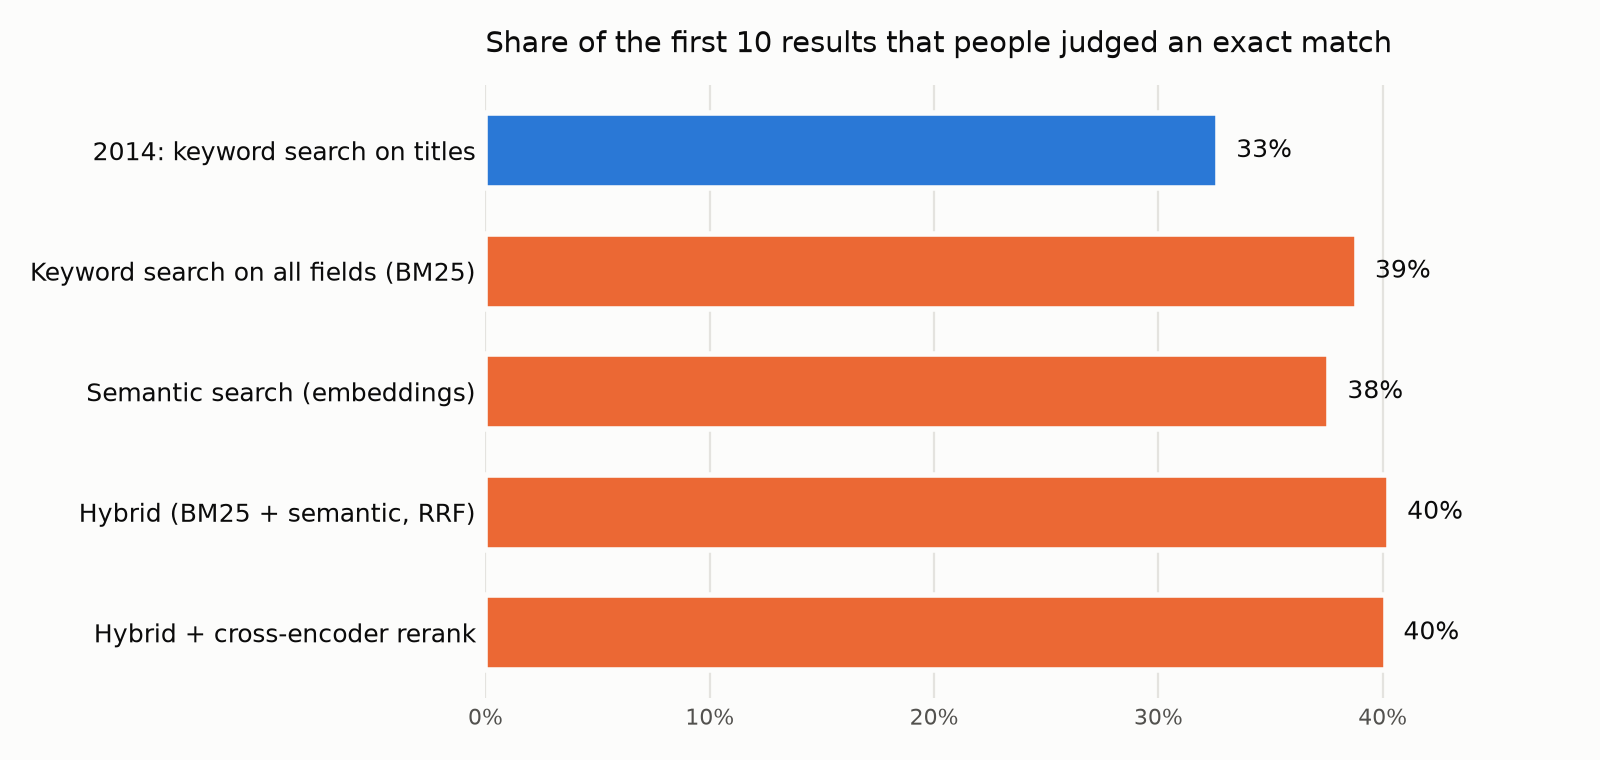 Share of the first 10 results that people judged an exact match
2014: keyword search on titles
33%
Keyword search on all fields (BM25)
39%
Semantic search (embeddings)
38%
Hybrid (BM25 + semantic, RRF)
40%
Hybrid + cross-encoder rerank
40%
0% 10% 20% 30% 40%